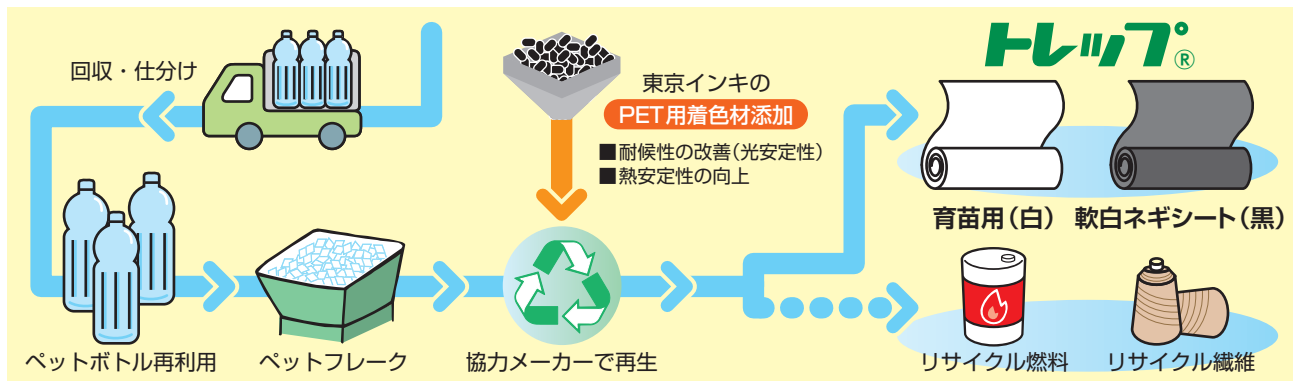 回収・仕分け
東京インキの
PET用着色材添加
■耐候性の改善(光安定性)
■熱安定性の向上
トレップ®
育苗用(白)
軟白ネギシート(黒)
ペットボトル再利用
ペットフレーク
協力メーカーで再生
リサイクル燃料
リサイクル繊維